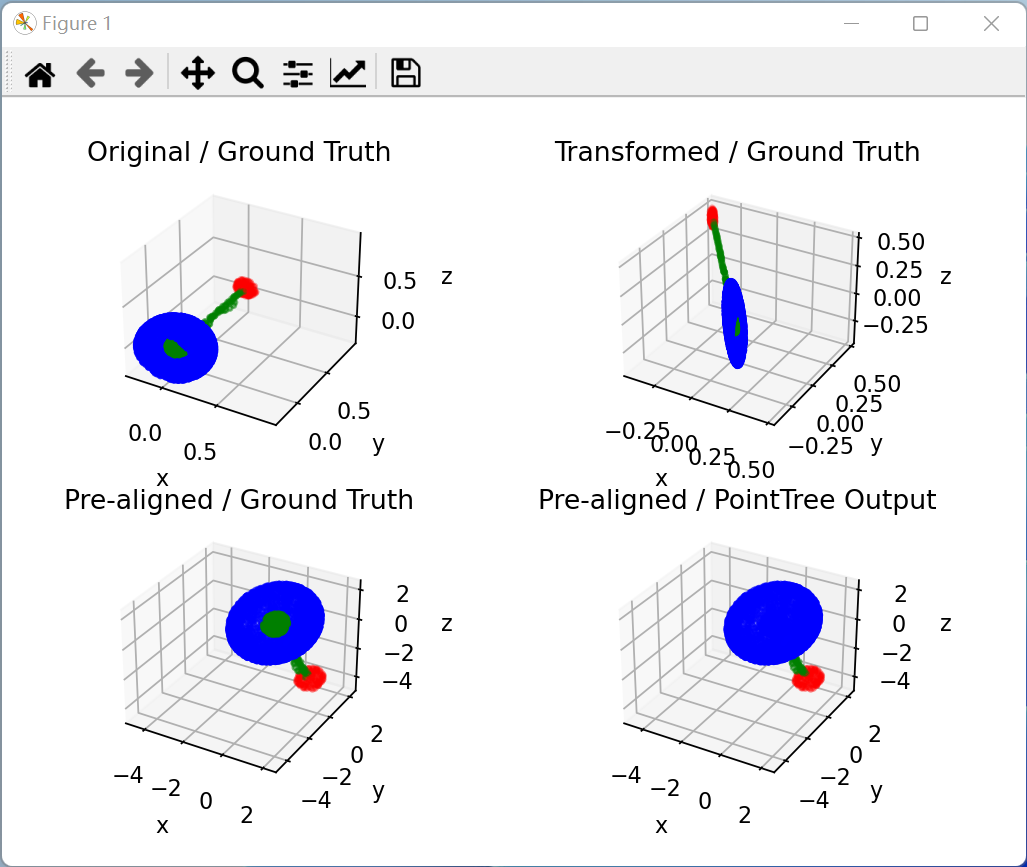 Figure 1
Original / Ground Truth
0.5
0.0
z
0.0
0.5
x
0.0
0.5
y
Transformed / Ground Truth
0.50
0.25
0.00
−0.25
z
−0.25
0.00
0.25
0.50
x
−0.25
0.00
0.25
0.50
y
Pre-aligned / Ground Truth
2
0
−2
−4
z
−4
−2
0
2
x
−4
−2
0
2
y
Pre-aligned / PointTree Output
2
0
−2
−4
z
−4
−2
0
2
x
−4
−2
0
2
y